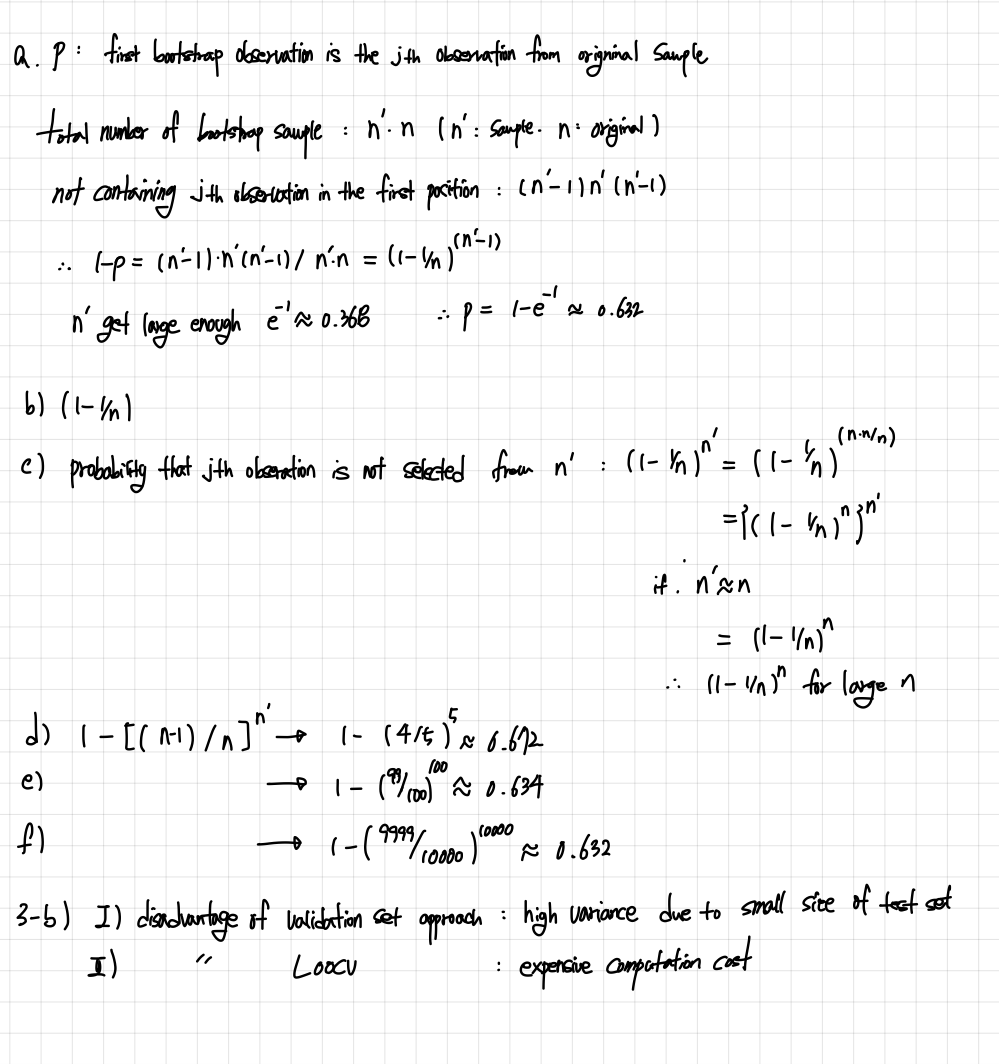 a. P : first bootstrap observation is the jth observation from origninal Sample
total number of bootstrap sample : n'·n (n': sample. n: original)
not containing jth observation in the first position : (n'-1)n'(n'-1)
∴ 1-p = (n'-1)·n'(n'-1)/ n'·n = (1-1/n)^(n'-1)
n' get large enough e^-1 ≈ 0.368 ∴ p = 1-e^-1 ≈ 0.632
b) (1-1/n)
c) probability that jth obseration is not selected from n' : (1-1/n)^n' = (1-1/n)^(n·n/n)
={(1-1/n)^n}^n'
if. n'≈n
= (1-1/n)^n
∴ (1-1/n)^n for large n
d) 1-[(n-1)/n]^n' → 1-(4/5)^5 ≈ 0.672
e) → 1-(99/100)^100 ≈ 0.634
f) → 1-(9999/10000)^10000 ≈ 0.632
3-b) I) disadvantage of validation set approach : high variance due to small size of test set
II) " LOOCV : expensive computation cost